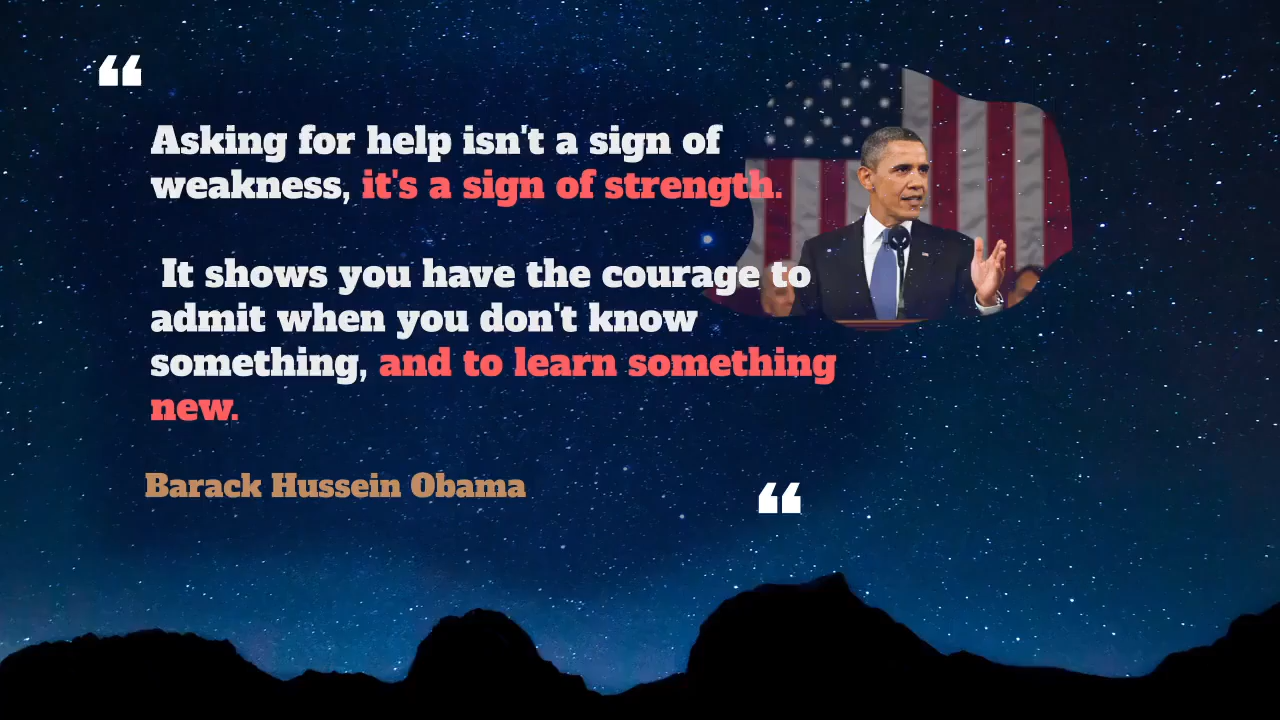 ❝
Asking for help isn't a sign of
weakness, it's a sign of strength.
It shows you have the courage to
admit when you don't know
something, and to learn something
new.
Barack Hussein Obama
❝